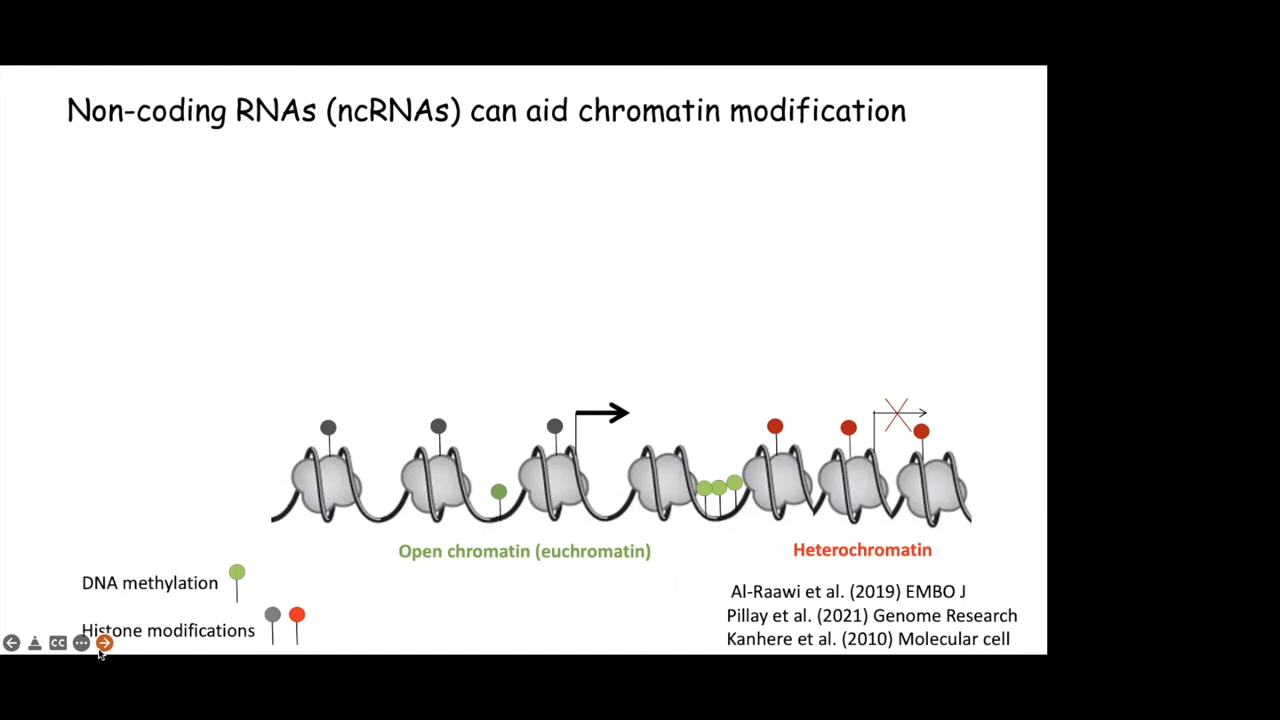 Non-coding RNAs (ncRNAs) can aid chromatin modification
Open chromatin (euchromatin)
Heterochromatin
DNA methylation
Histone modifications
Al-Raawi et al. (2019) EMBO J
Pillay et al. (2021) Genome Research
Kanhere et al. (2010) Molecular cell
CC